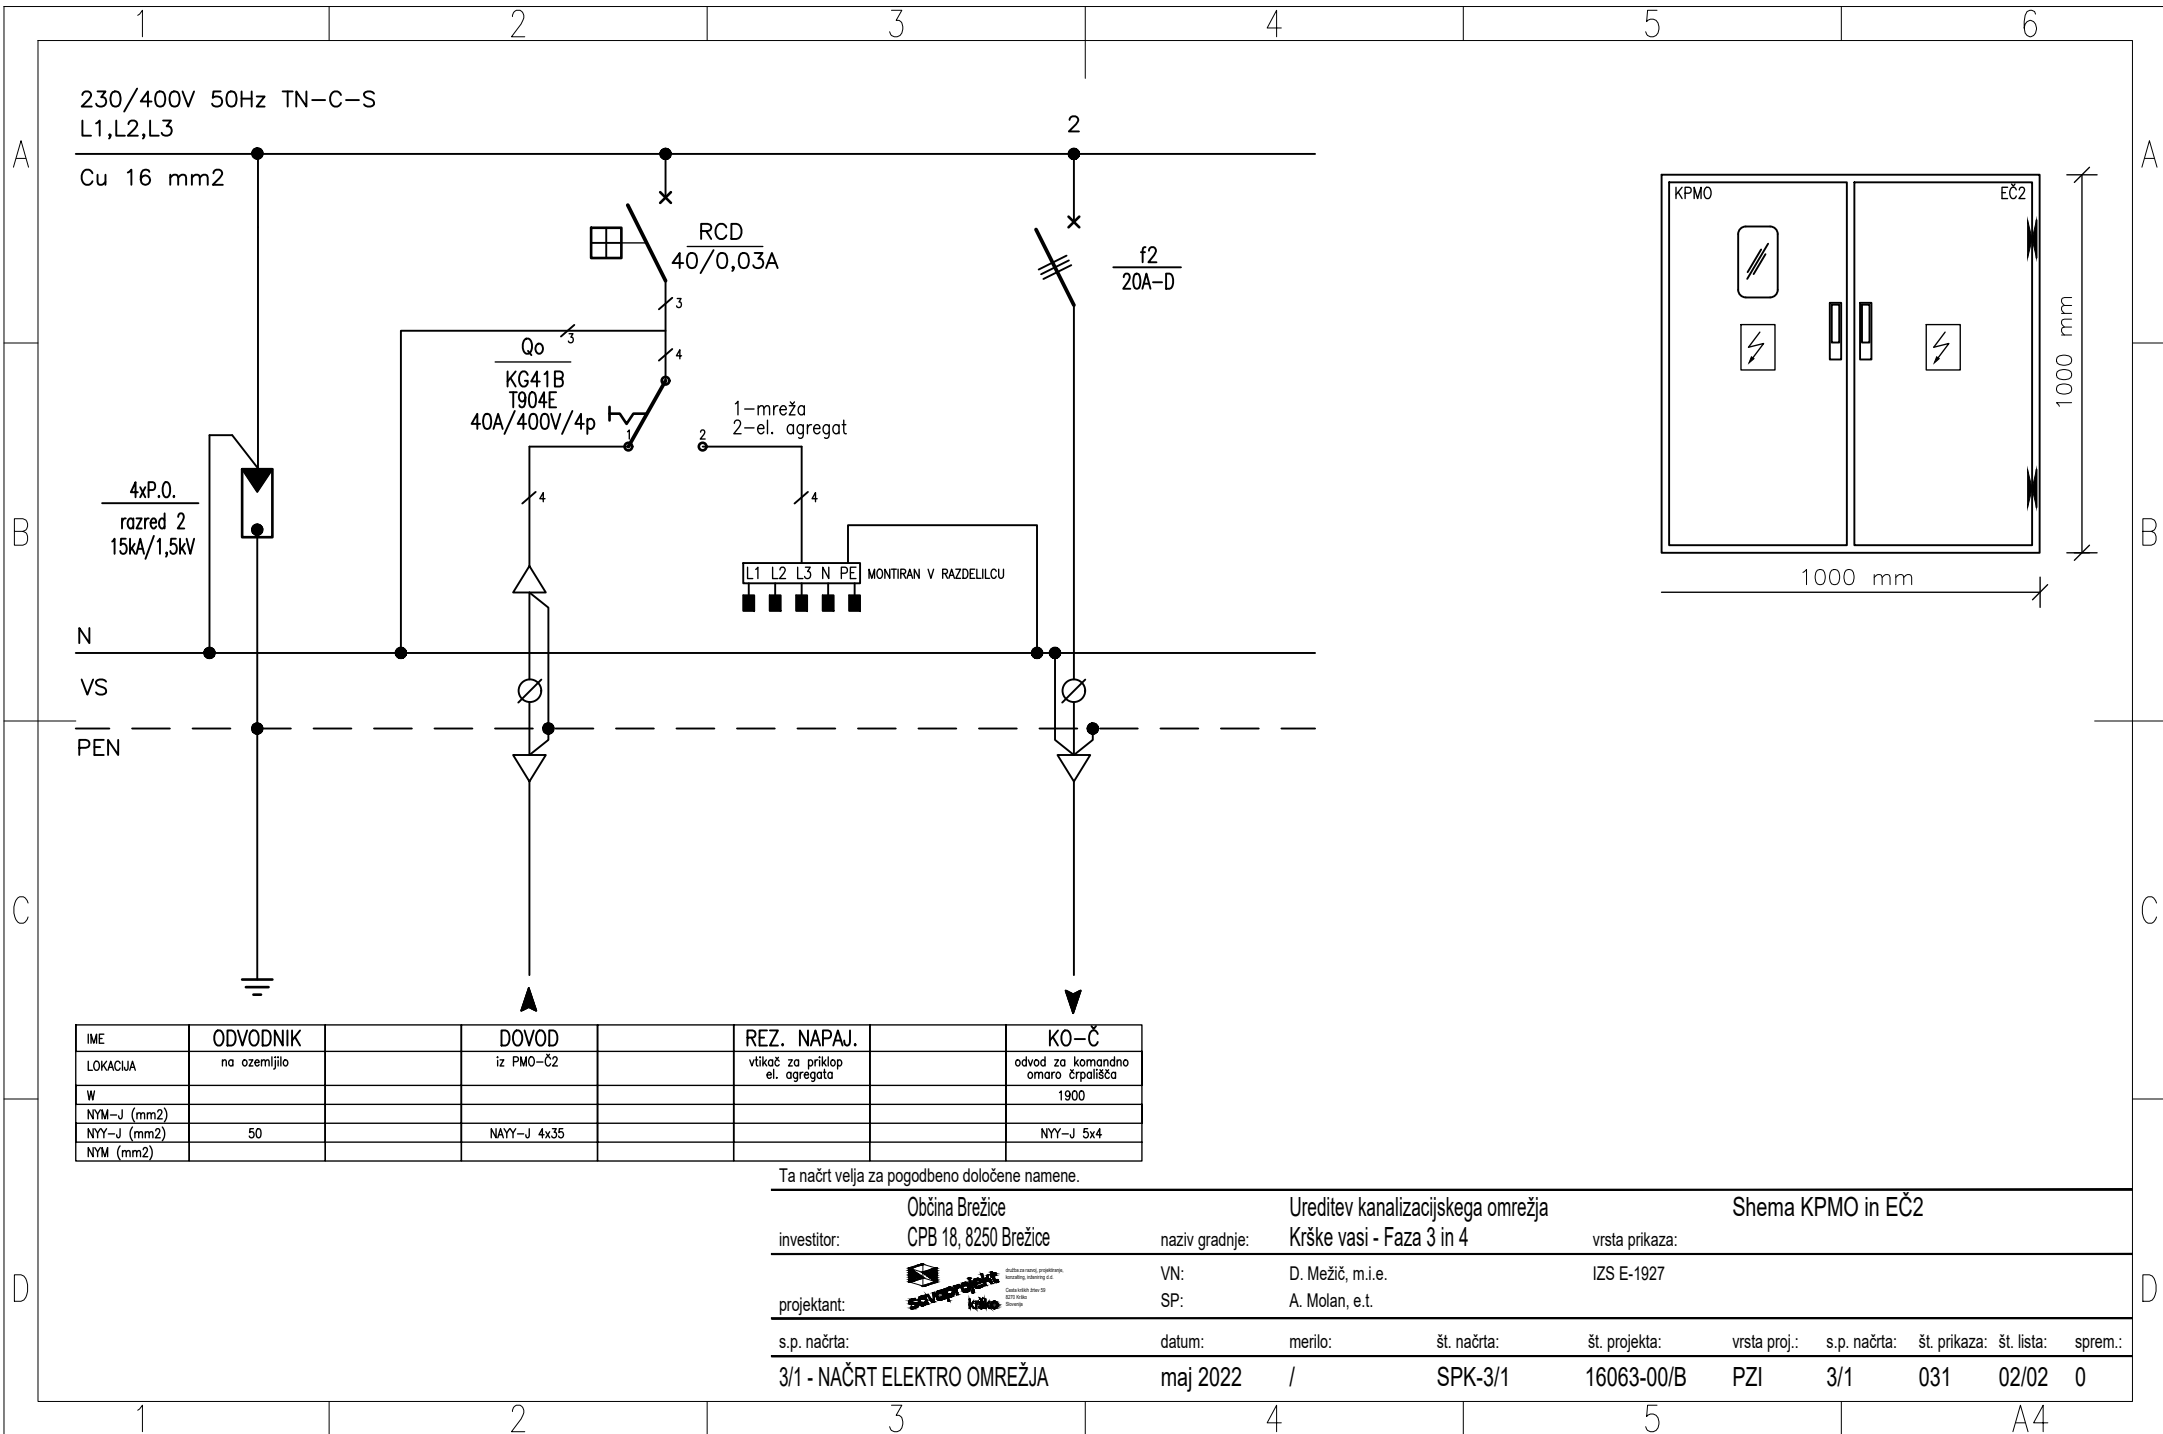 1 2 3 4 5 6
A A
B B
C C
D D
230/400V 50Hz TN-C-S
L1,L2,L3
Cu 16 mm2
2
RCD
40/0,03A
3
3
4
Qo
KG41B
T904E
40A/400V/4p
1
2
1-mreža
2-el. agregat
4
4
f2
20A-D
4xP.O.
razred 2
15kA/1,5kV
L1 L2 L3 N PE
MONTIRAN V RAZDELILCU
N
VS
PEN
KPMO
EČ2
1000 mm
1000 mm
IME ODVODNIK DOVOD REZ. NAPAJ. KO-Č
LOKACIJA na ozemljilo iz PMO-Č2 vtikač za priklop odvod za komandno
el. agregata omaro črpališča
W 1900
NYM-J (mm2)
NYY-J (mm2) 50 NAYY-J 4x35 NYY-J 5x4
NYM (mm2)
Ta načrt velja za pogodbeno določene namene.
Občina Brežice Ureditev kanalizacijskega omrežja Shema KPMO in EČ2
investitor: CPB 18, 8250 Brežice naziv gradnje: Krške vasi - Faza 3 in 4 vrsta prikaza:
savaprojekt
krško
VN: D. Mežič, m.i.e. IZS E-1927
projektant: SP: A. Molan, e.t.
s.p. načrta: datum: merilo: št. načrta: št. projekta: vrsta proj.: s.p. načrta: št. prikaza: št. lista: sprem.:
3/1 - NAČRT ELEKTRO OMREŽJA maj 2022 / SPK-3/1 16063-00/B PZI 3/1 031 02/02 0
1 2 3 4 5 A4